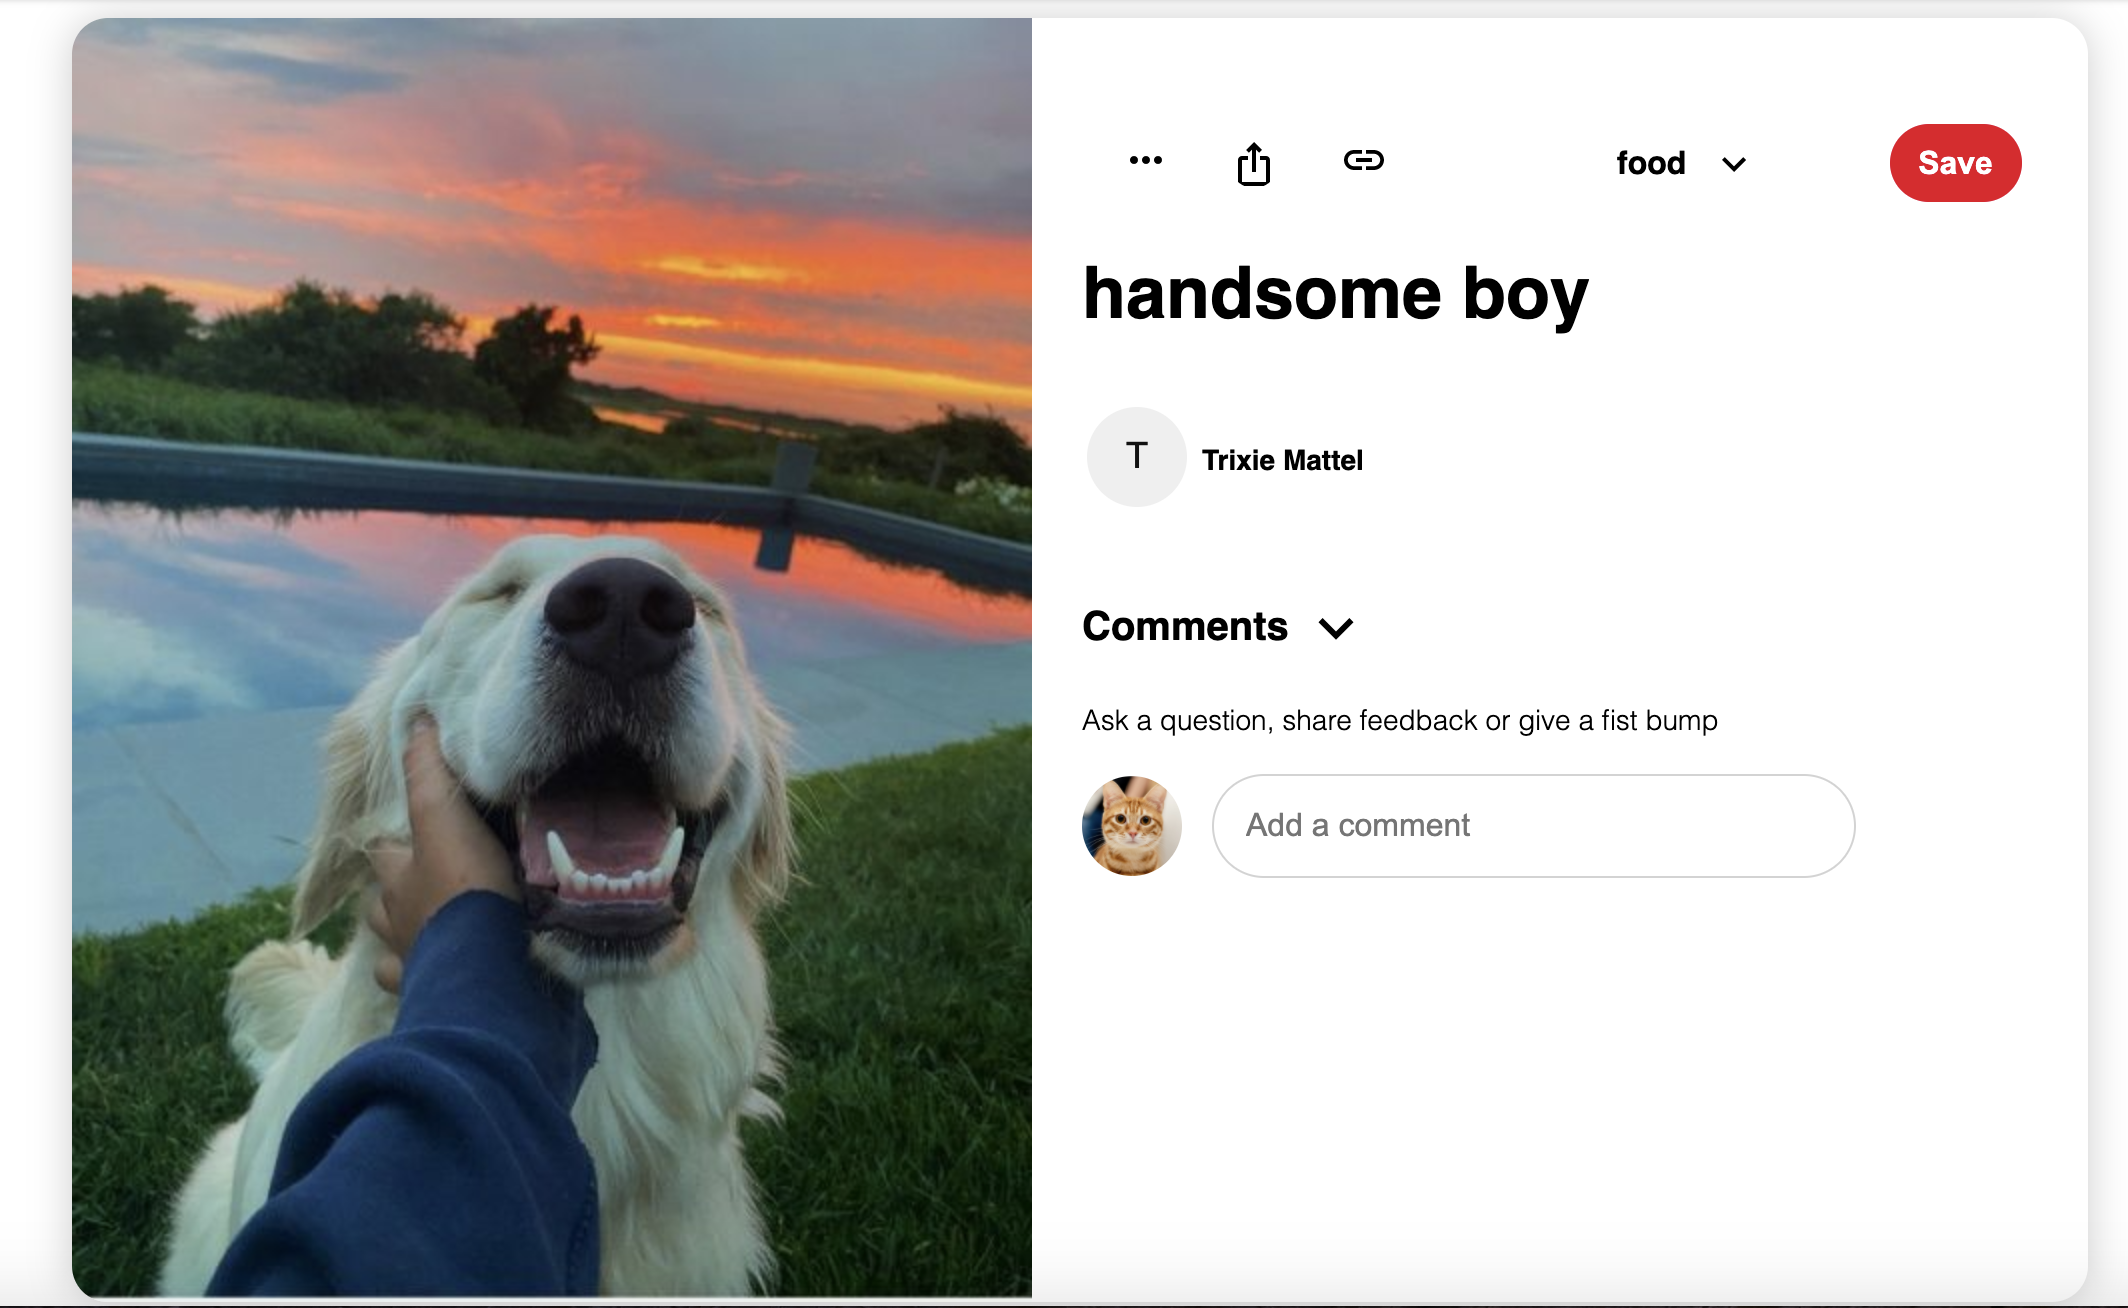 food
Save
handsome boy
T
Trixie Mattel
Comments
Ask a question, share feedback or give a fist bump
Add a comment